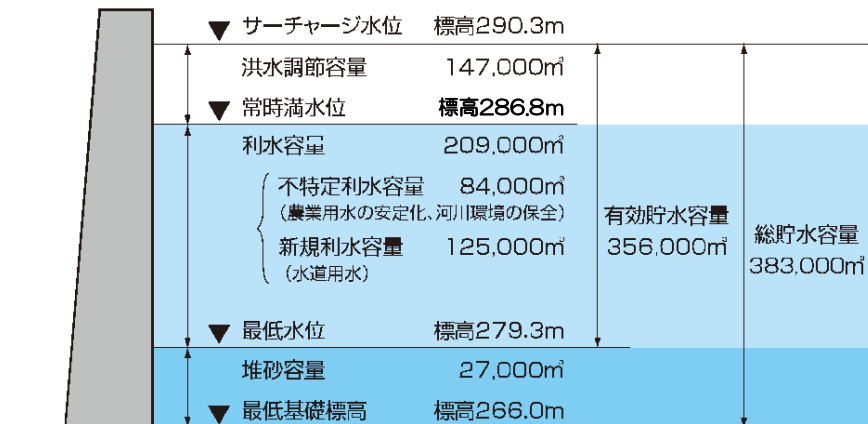 ▼ サーチャージ水位 標高290.3m
洪水調節容量 147,000㎥
▼ 常時満水位 標高286.8m
利水容量 209,000㎥
不特定利水容量 84,000㎥
（農業用水の安定化、河川環境の保全）
新規利水容量 125,000㎥
（水道用水）
有効貯水容量
356,000㎥
総貯水容量
383,000㎥
▼ 最低水位 標高279.3m
堆砂容量 27,000㎥
▼ 最低基礎標高 標高266.0m